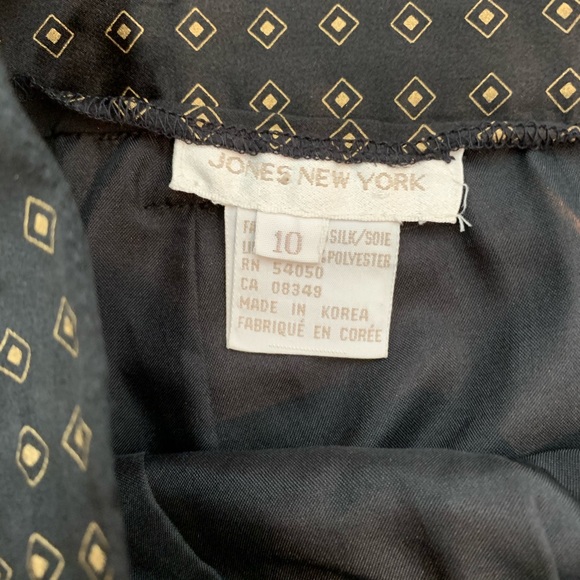 JONES NEW YORK
10
SILK/SOIE
POLYESTER
RN 54050
CA 08349
MADE IN KOREA
FABRIQUÉ EN CORÉE